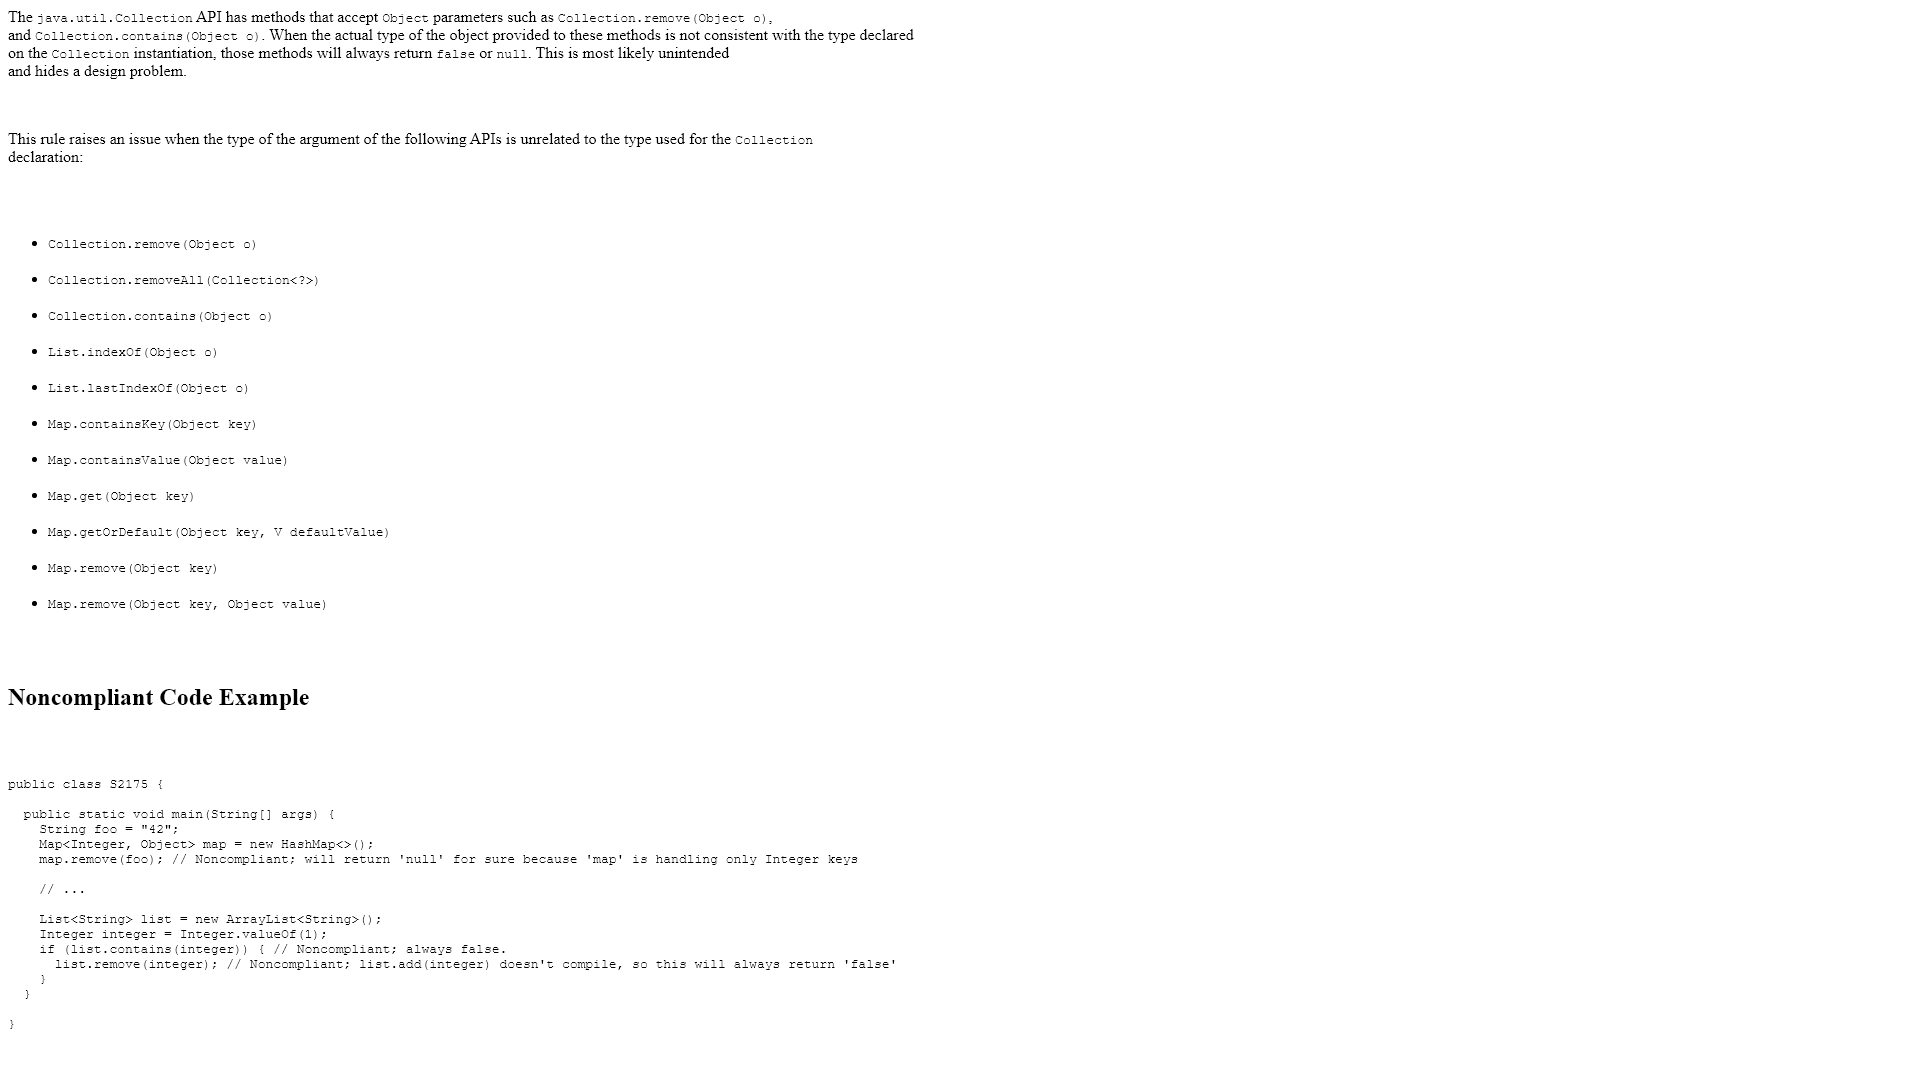 The java.util.Collection API has methods that accept Object parameters such as Collection.remove(Object o),
and Collection.contains(Object o). When the actual type of the object provided to these methods is not consistent with the type declared
on the Collection instantiation, those methods will always return false or null. This is most likely unintended
and hides a design problem.
This rule raises an issue when the type of the argument of the following APIs is unrelated to the type used for the Collection
declaration:
• Collection.remove(Object o)
• Collection.removeAll(Collection<?>)
• Collection.contains(Object o)
• List.indexOf(Object o)
• List.lastIndexOf(Object o)
• Map.containsKey(Object key)
• Map.containsValue(Object value)
• Map.get(Object key)
• Map.getOrDefault(Object key, V defaultValue)
• Map.remove(Object key)
• Map.remove(Object key, Object value)
Noncompliant Code Example
public class S2175 {
  public static void main(String[] args) {
    String foo = "42";
    Map<Integer, Object> map = new HashMap<>();
    map.remove(foo); // Noncompliant; will return 'null' for sure because 'map' is handling only Integer keys
    // ...
    List<String> list = new ArrayList<String>();
    Integer integer = Integer.valueOf(1);
    if (list.contains(integer)) { // Noncompliant; always false.
      list.remove(integer); // Noncompliant; list.add(integer) doesn't compile, so this will always return 'false'
    }
  }
}